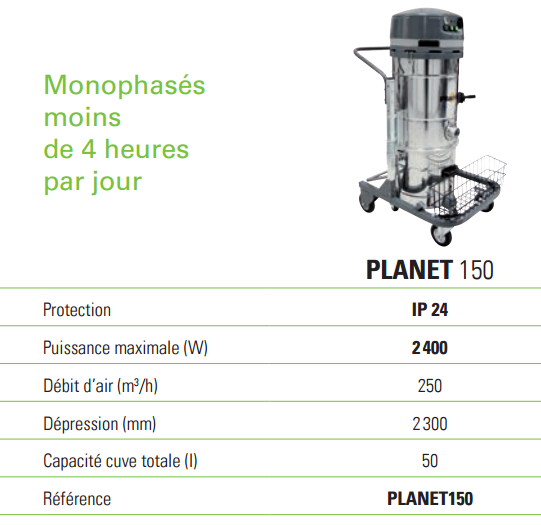 Monophasés
moins
de 4 heures
par jour
PLANET 150
Protection IP 24
Puissance maximale (W) 2 400
Débit d'air (m³/h) 250
Dépression (mm) 2 300
Capacité cuve totale (l) 50
Référence PLANET150